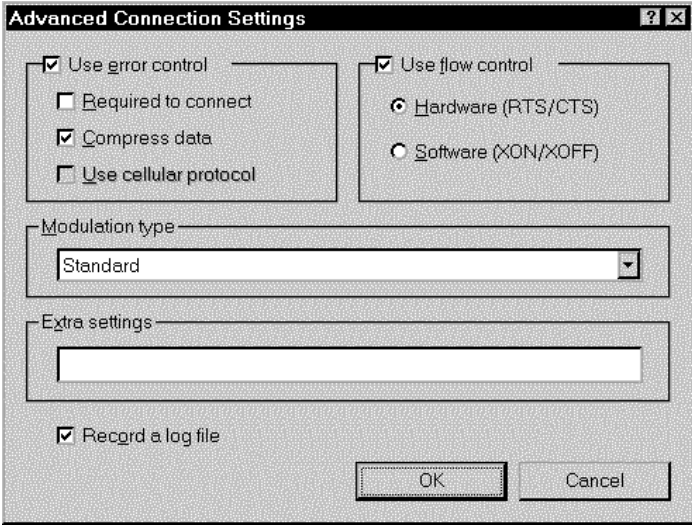 Advanced Connection Settings
Use error control
Required to connect
Compress data
Use cellular protocol
Use flow control
Hardware (RTS/CTS)
Software (XON/XOFF)
Modulation type
Standard
Extra settings
Record a log file
OK
Cancel